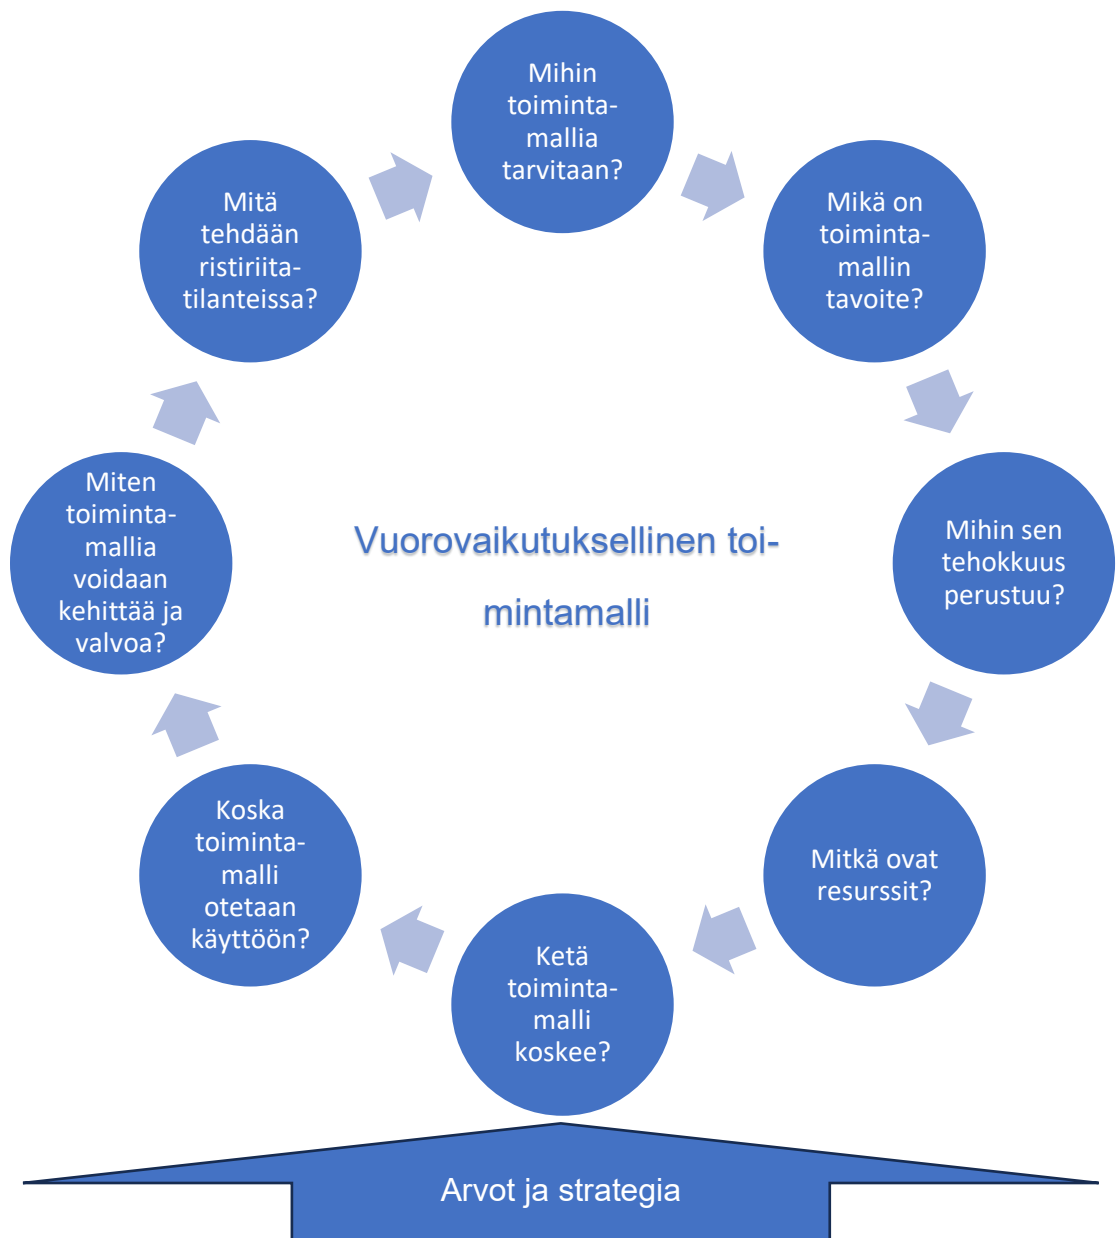 Mihin
toiminta-
mallia
tarvitaan?
Mikä on
toiminta-
mallin
tavoite?
Mihin sen
tehokkuus
perustuu?
Mitkä ovat
resurssit?
Ketä
toiminta-
malli
koskee?
Koska
toiminta-
malli
otetaan
käyttöön?
Miten
toiminta-
mallia
voidaan
kehittää ja
valvoa?
Mitä
tehdään
ristiriita-
tilanteissa?
Vuorovaikutuksellinen toi-
mintamalli
Arvot ja strategia